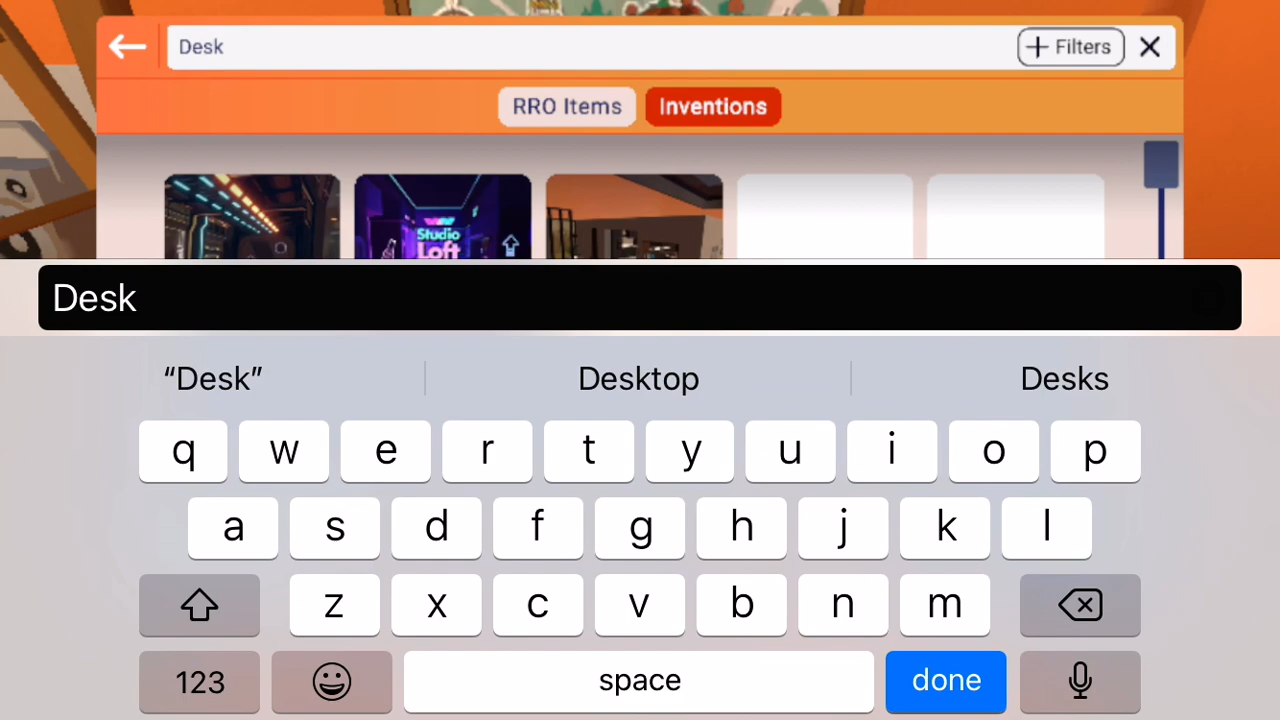 Desk
+ Filters
RRO Items
Inventions
Studio
Loft
Desk
“Desk”
Desktop
Desks
q w e r t y u i o p
a s d f g h j k l
z x c v b n m
123
space
done